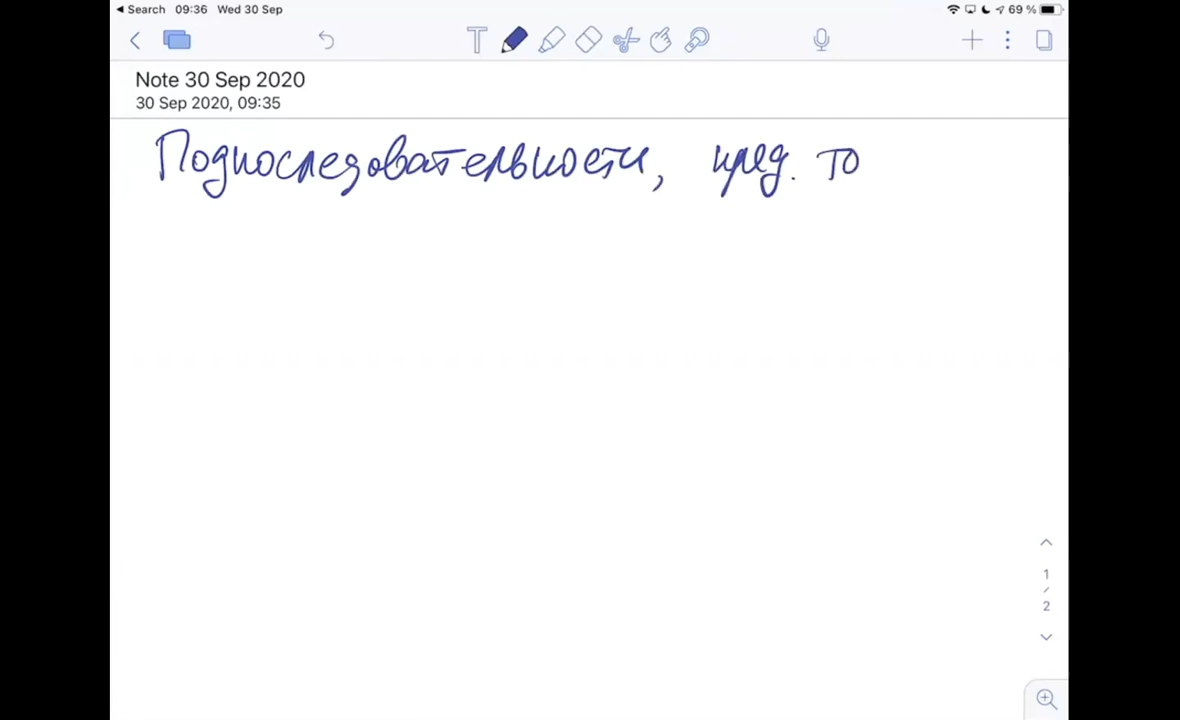 Search 09:36 Wed 30 Sep 69 %
Note 30 Sep 2020
30 Sep 2020, 09:35
Подпоследовательности, пред. то
1
/
2